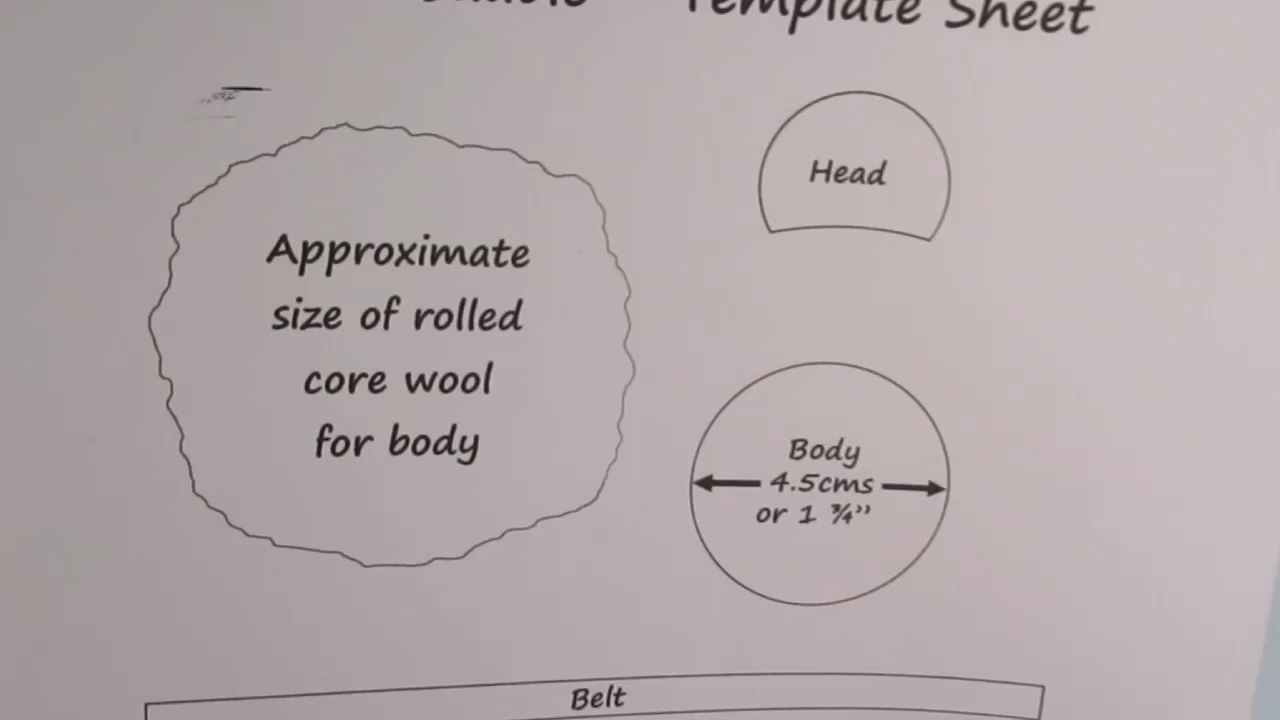 Template Sheet
Head
Approximate
size of rolled
core wool
for body
Body
4.5cms
or 1 ¾”
Belt